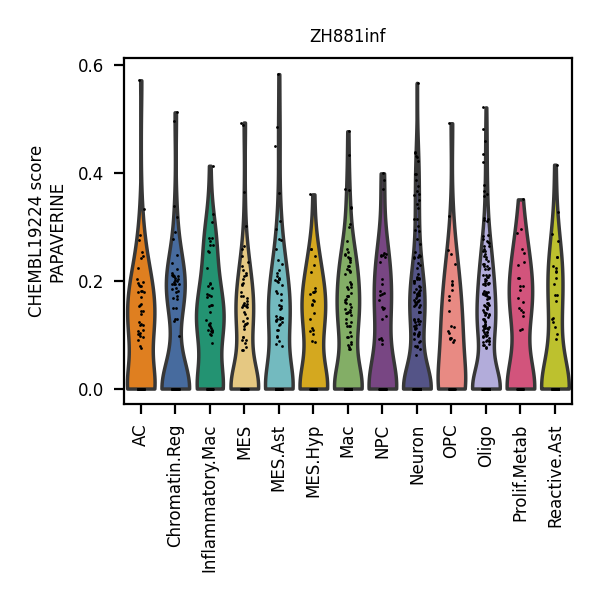 ZH881inf
CHEMBL19224 score
PAPAVERINE
0.6
0.4
0.2
0.0
AC
Chromatin.Reg
Inflammatory.Mac
MES
MES.Ast
MES.Hyp
Mac
NPC
Neuron
OPC
Oligo
Prolif.Metab
Reactive.Ast